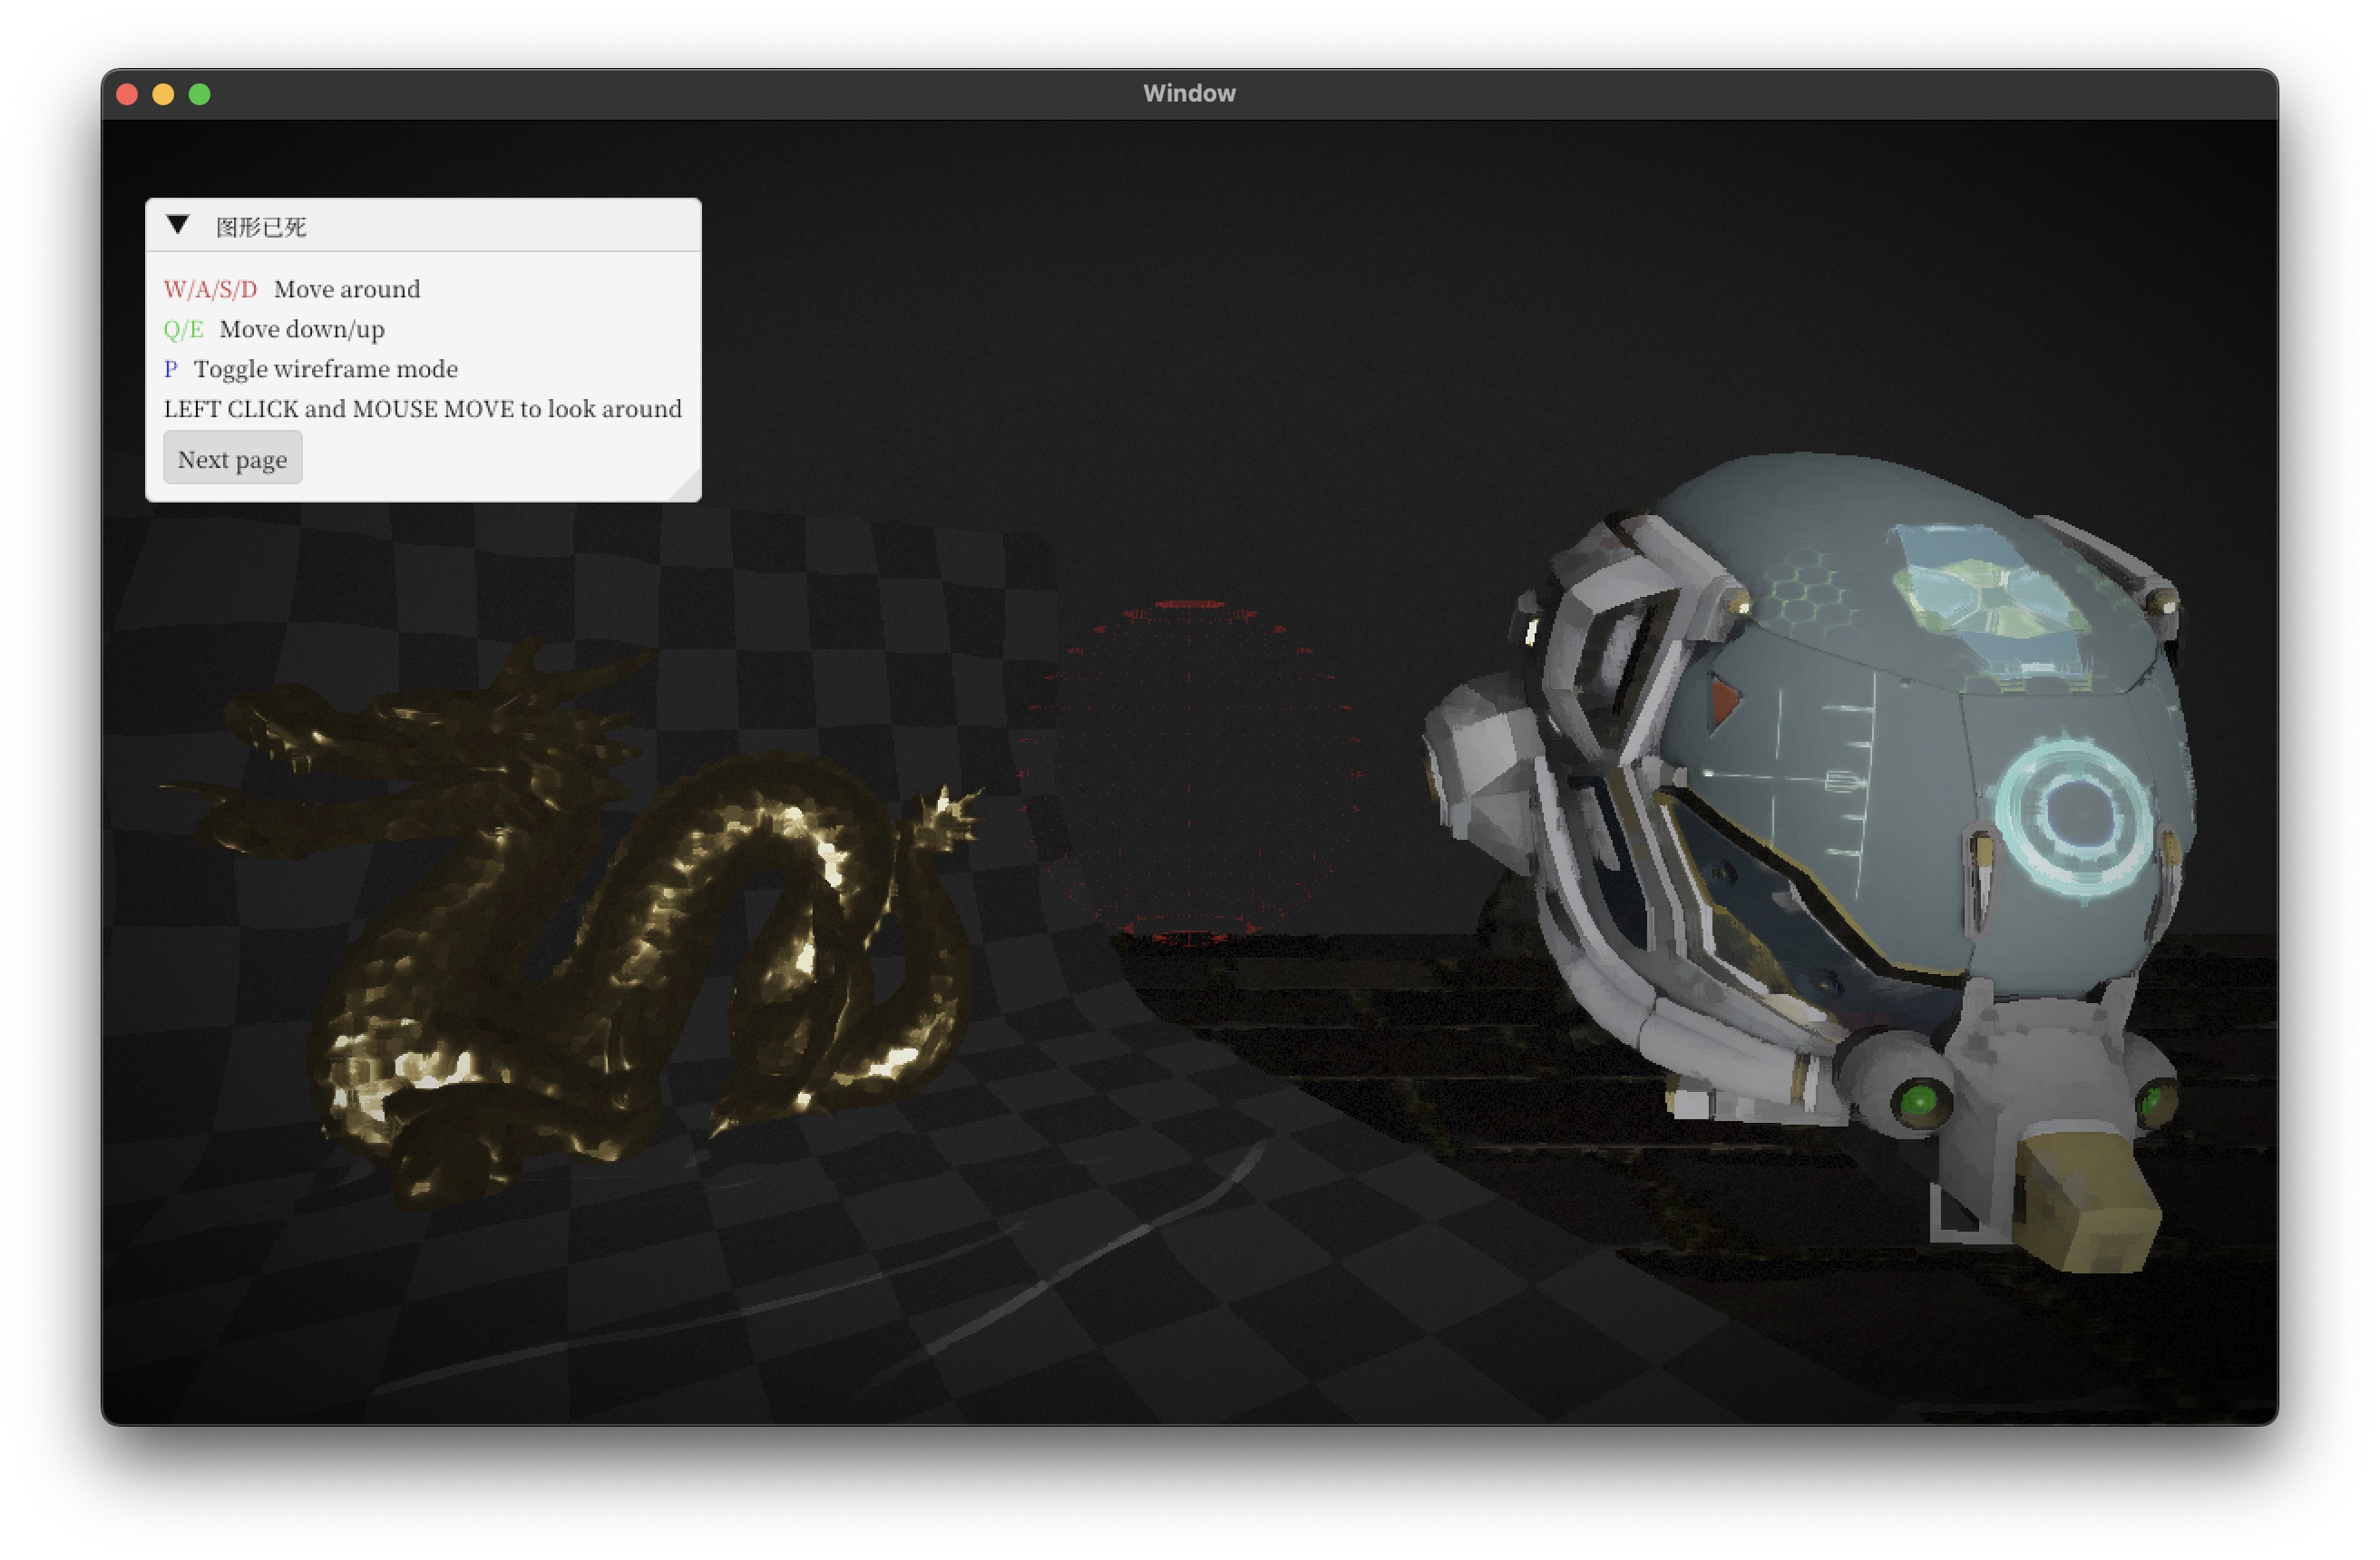 Window
图形已死
W/A/S/D Move around
Q/E Move down/up
P Toggle wireframe mode
LEFT CLICK and MOUSE MOVE to look around
Next page